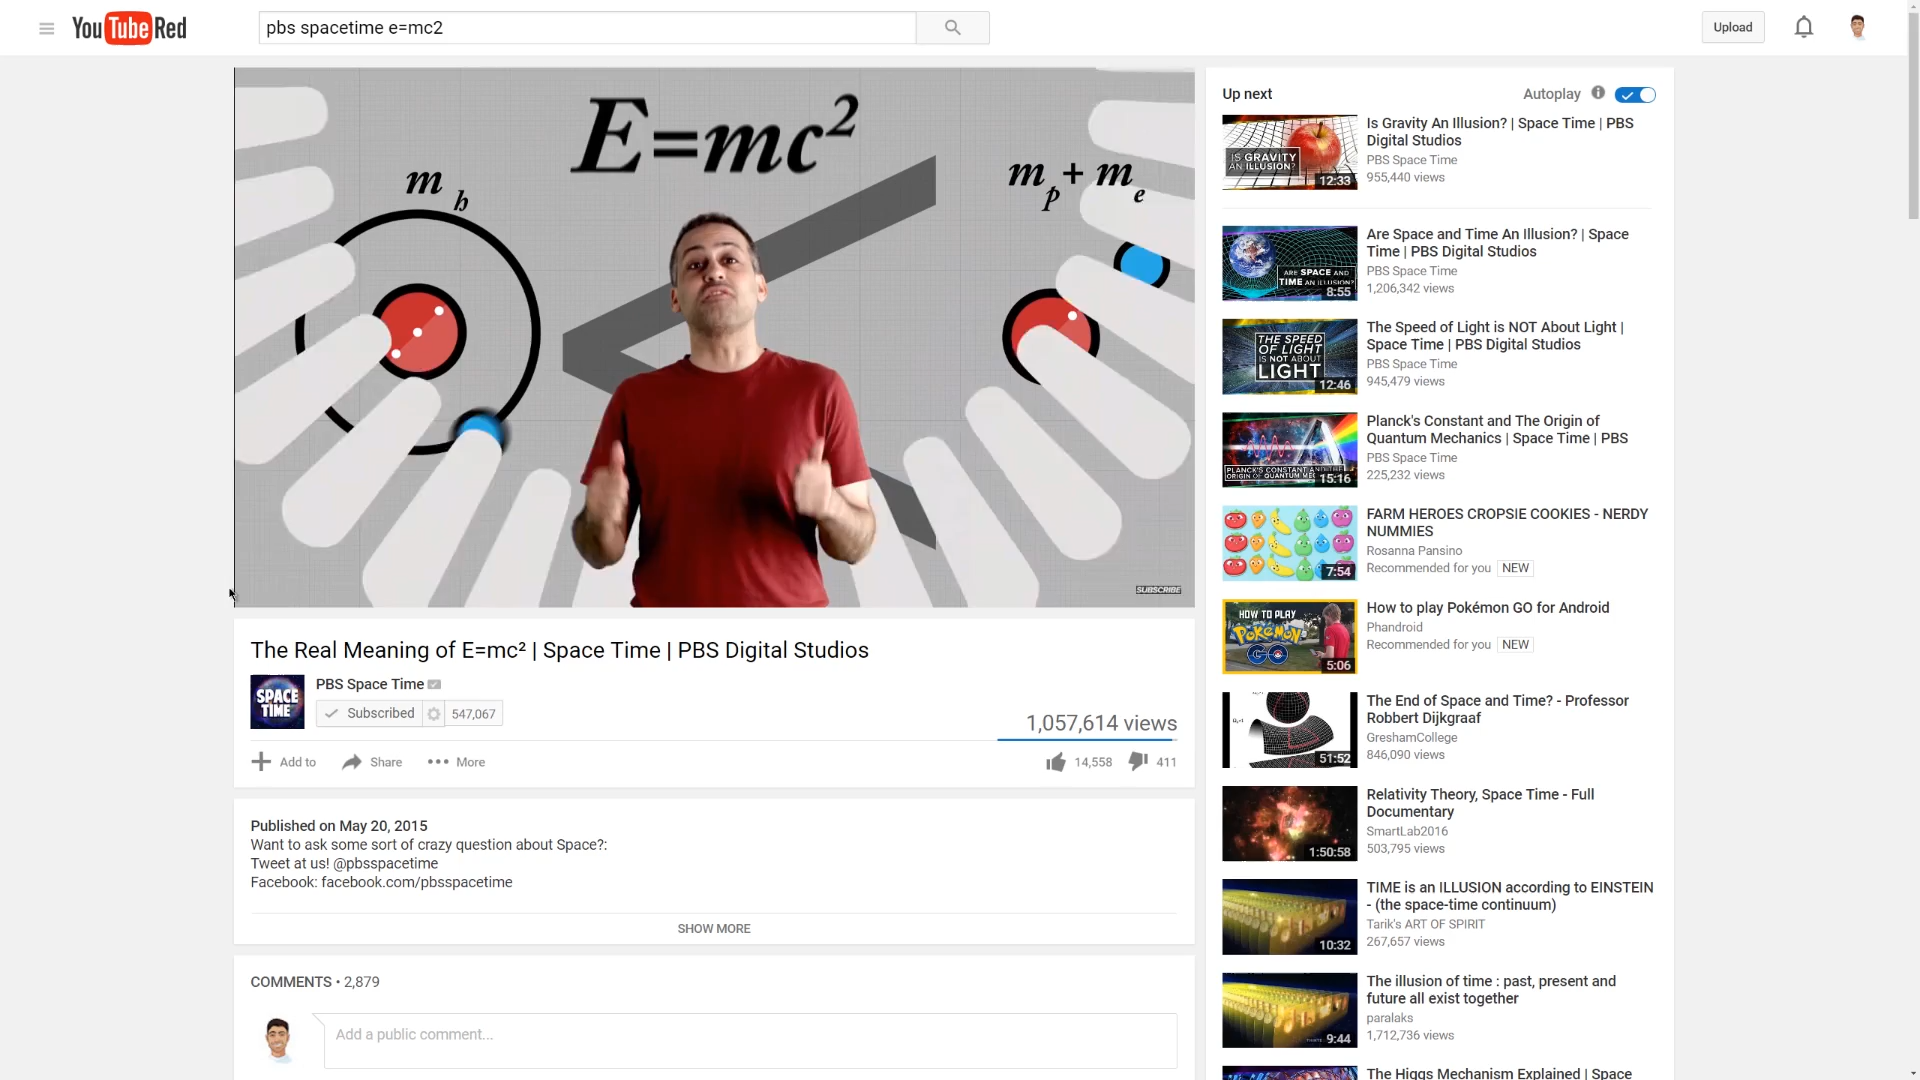 YouTube Red
pbs spacetime e=mc2
Upload
E=mc²
m h
m p + m e
SUBSCRIBE
The Real Meaning of E=mc² | Space Time | PBS Digital Studios
SPACE
TIME
PBS Space Time
Subscribed 547,067
1,057,614 views
Add to Share More
14,558 411
Published on May 20, 2015
Want to ask some sort of crazy question about Space?:
Tweet at us! @pbsspacetime
Facebook: facebook.com/pbsspacetime
SHOW MORE
COMMENTS • 2,879
Add a public comment...
Up next
Autoplay
IS GRAVITY
AN ILLUSION?
12:33
Is Gravity An Illusion? | Space Time | PBS
Digital Studios
PBS Space Time
955,440 views
ARE SPACE AND
TIME AN ILLUSION?
8:55
Are Space and Time An Illusion? | Space
Time | PBS Digital Studios
PBS Space Time
1,206,342 views
THE SPEED
OF LIGHT
IS NOT ABOUT
LIGHT
12:46
The Speed of Light is NOT About Light |
Space Time | PBS Digital Studios
PBS Space Time
945,479 views
PLANCK'S CONSTANT AND THE
ORIGIN OF QUANTUM
15:16
Planck's Constant and The Origin of
Quantum Mechanics | Space Time | PBS
PBS Space Time
225,232 views
7:54
FARM HEROES CROPSIE COOKIES - NERDY
NUMMIES
Rosanna Pansino
Recommended for you NEW
HOW TO PLAY
POKéMON
GO
5:06
How to play Pokémon GO for Android
Phandroid
Recommended for you NEW
51:52
The End of Space and Time? - Professor
Robbert Dijkgraaf
GreshamCollege
846,090 views
1:50:58
Relativity Theory, Space Time - Full
Documentary
SmartLab2016
503,795 views
10:32
TIME is an ILLUSION according to EINSTEIN
- (the space-time continuum)
Tarik's ART OF SPIRIT
267,657 views
9:44
The illusion of time : past, present and
future all exist together
paralaks
1,712,736 views
The Higgs Mechanism Explained | Space